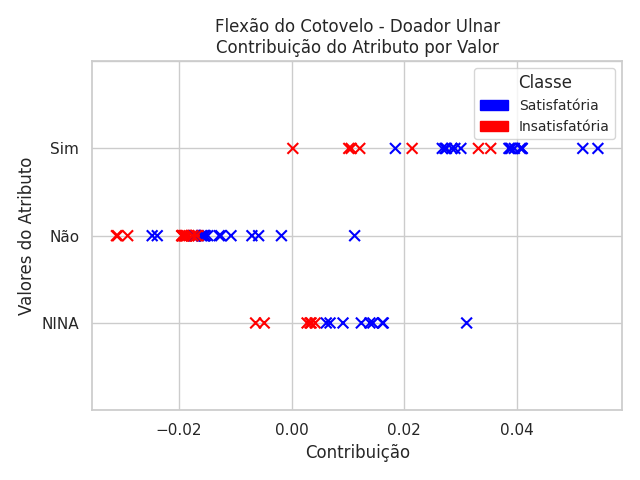 Flexão do Cotovelo - Doador Ulnar
Contribuição do Atributo por Valor
Classe
Satisfatória
Insatisfatória
Valores do Atributo
Sim
Não
NINA
−0.02
0.00
0.02
0.04
Contribuição